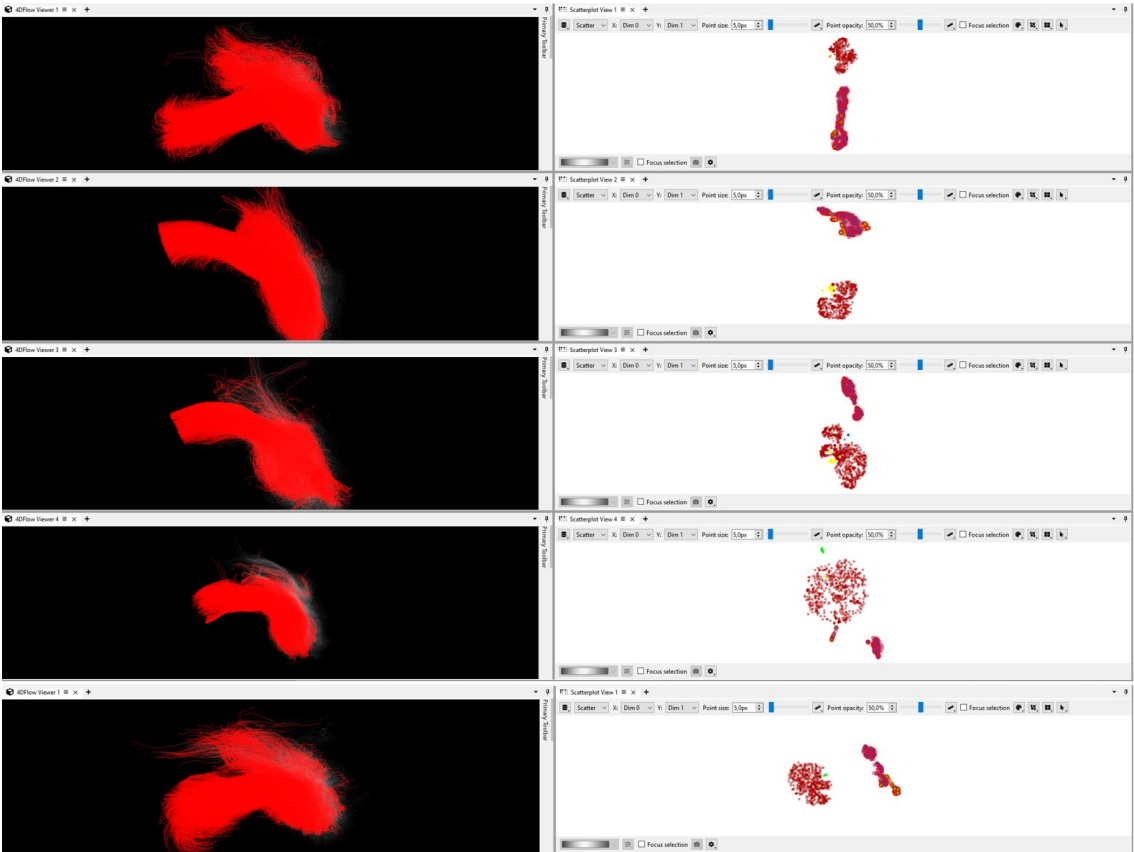 4DFlow Viewer 1
Primary Toolbar
Scatterplot View 1
Scatter X: Dim 0 Y: Dim 1 Point size: 5,0px Point opacity: 50,0% Focus selection
Focus selection
4DFlow Viewer 2
Primary Toolbar
Scatterplot View 2
Scatter X: Dim 0 Y: Dim 1 Point size: 5,0px Point opacity: 50,0% Focus selection
Focus selection
4DFlow Viewer 3
Primary Toolbar
Scatterplot View 3
Scatter X: Dim 0 Y: Dim 1 Point size: 5,0px Point opacity: 50,0% Focus selection
Focus selection
4DFlow Viewer 4
Primary Toolbar
Scatterplot View 4
Scatter X: Dim 0 Y: Dim 1 Point size: 5,0px Point opacity: 50,0% Focus selection
Focus selection
4DFlow Viewer 1
Primary Toolbar
Scatterplot View 1
Scatter X: Dim 0 Y: Dim 1 Point size: 5,0px Point opacity: 50,0% Focus selection
Focus selection